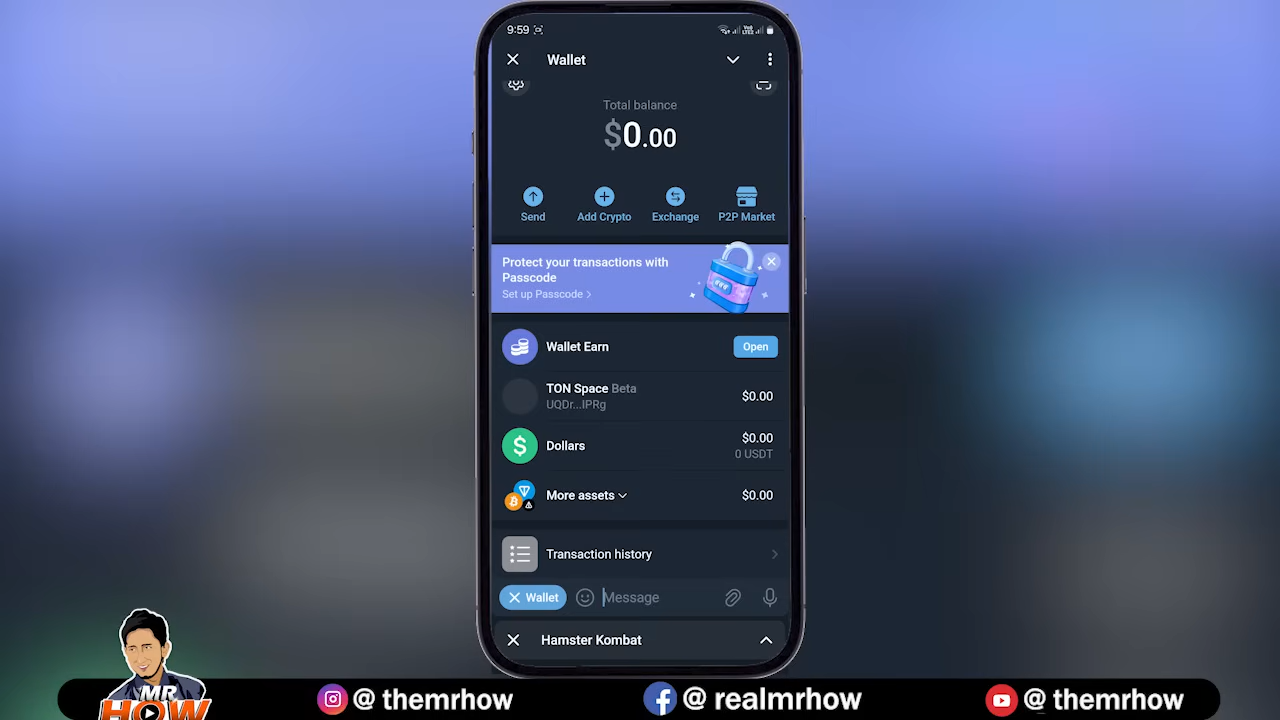 9:59
Wallet
Total balance
$0.00
Send
Add Crypto
Exchange
P2P Market
Protect your transactions with
Passcode
Set up Passcode >
Wallet Earn
Open
TON Space Beta
UQDr...IPRg
$0.00
$
Dollars
$0.00
0 USDT
More assets
$0.00
Transaction history
Wallet
Message
Hamster Kombat
MR
HOW
@ themrhow
@ realmrhow
@ themrhow